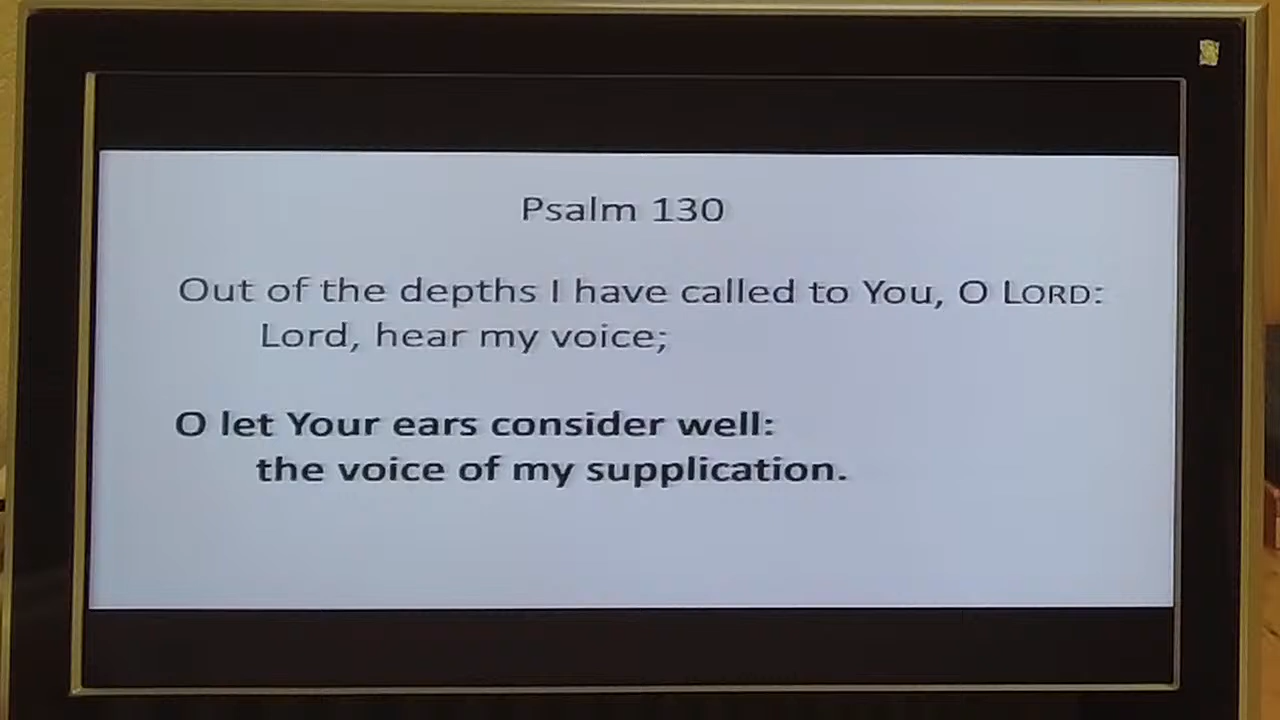 Psalm 130
Out of the depths I have called to You, O LORD:
Lord, hear my voice;
O let Your ears consider well:
the voice of my supplication.